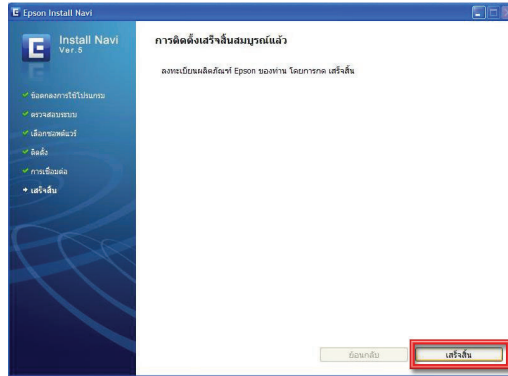 Epson Install Navi
Install Navi
Ver.5
การติดตั้งเสร็จสิ้นสมบูรณ์แล้ว
ลงทะเบียนผลิตภัณฑ์ Epson ของท่าน โดยการกด เสร็จสิ้น
ข้อตกลงการใช้โปรแกรม
ตรวจสอบระบบ
เลือกซอฟต์แวร์
ติดตั้ง
การเชื่อมต่อ
เสร็จสิ้น
ย้อนกลับ
เสร็จสิ้น